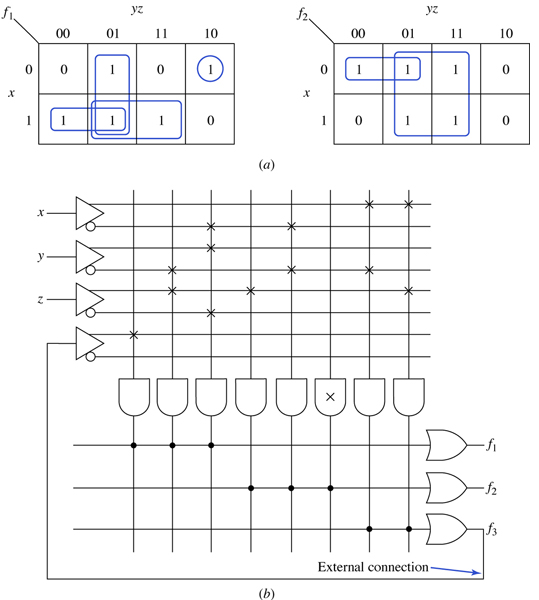 f1 yz
00 01 11 10
0 0 1 0 1
x
1 1 1 1 0
f2 yz
00 01 11 10
0 1 1 1 0
x
1 0 1 1 0
(a)
x
y
z
f1
f2
f3
External connection
(b)